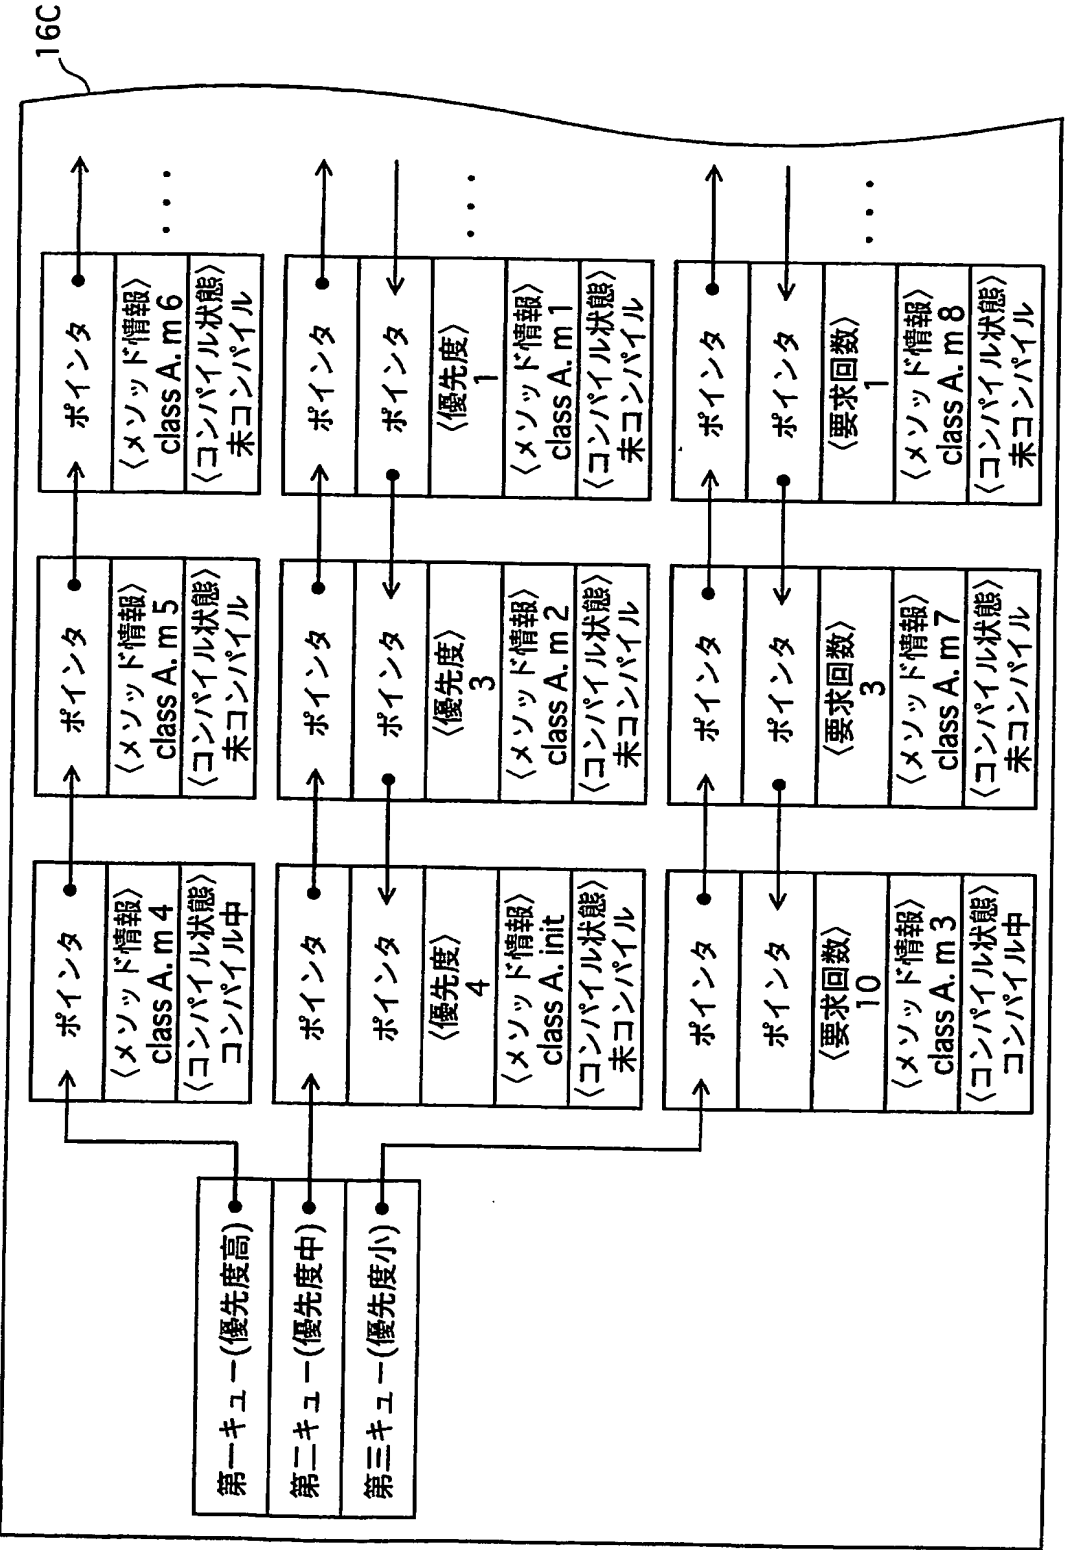 16C
第一キュー(優先度高)
第二キュー(優先度中)
第三キュー(優先度小)
ポインタ
〈メソッド情報〉
class A. m 4
〈コンパイル状態〉
コンパイル中
ポインタ
〈メソッド情報〉
class A. m 5
〈コンパイル状態〉
未コンパイル
ポインタ
〈メソッド情報〉
class A. m 6
〈コンパイル状態〉
未コンパイル
・・・
ポインタ
ポインタ
〈優先度〉
4
〈メソッド情報〉
class A. init
〈コンパイル状態〉
未コンパイル
ポインタ
ポインタ
〈優先度〉
3
〈メソッド情報〉
class A. m 2
〈コンパイル状態〉
未コンパイル
ポインタ
ポインタ
〈優先度〉
1
〈メソッド情報〉
class A. m 1
〈コンパイル状態〉
未コンパイル
・・・
ポインタ
ポインタ
〈要求回数〉
10
〈メソッド情報〉
class A. m 3
〈コンパイル状態〉
コンパイル中
ポインタ
ポインタ
〈要求回数〉
3
〈メソッド情報〉
class A. m 7
〈コンパイル状態〉
未コンパイル
ポインタ
ポインタ
〈要求回数〉
1
〈メソッド情報〉
class A. m 8
〈コンパイル状態〉
未コンパイル
・・・